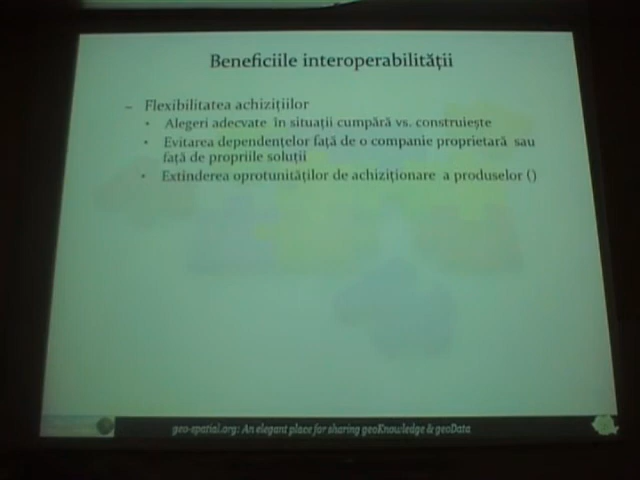 Beneficiile interoperabilității
– Flexibilitatea achizițiilor
• Alegeri adecvate în situații cumpără vs. construiește
• Evitarea dependențelor față de o companie proprietară sau
față de propriile soluții
• Extinderea oprotunităților de achiziționare a produselor ()
geo-spatial.org: An elegant place for sharing geoKnowledge & geoData